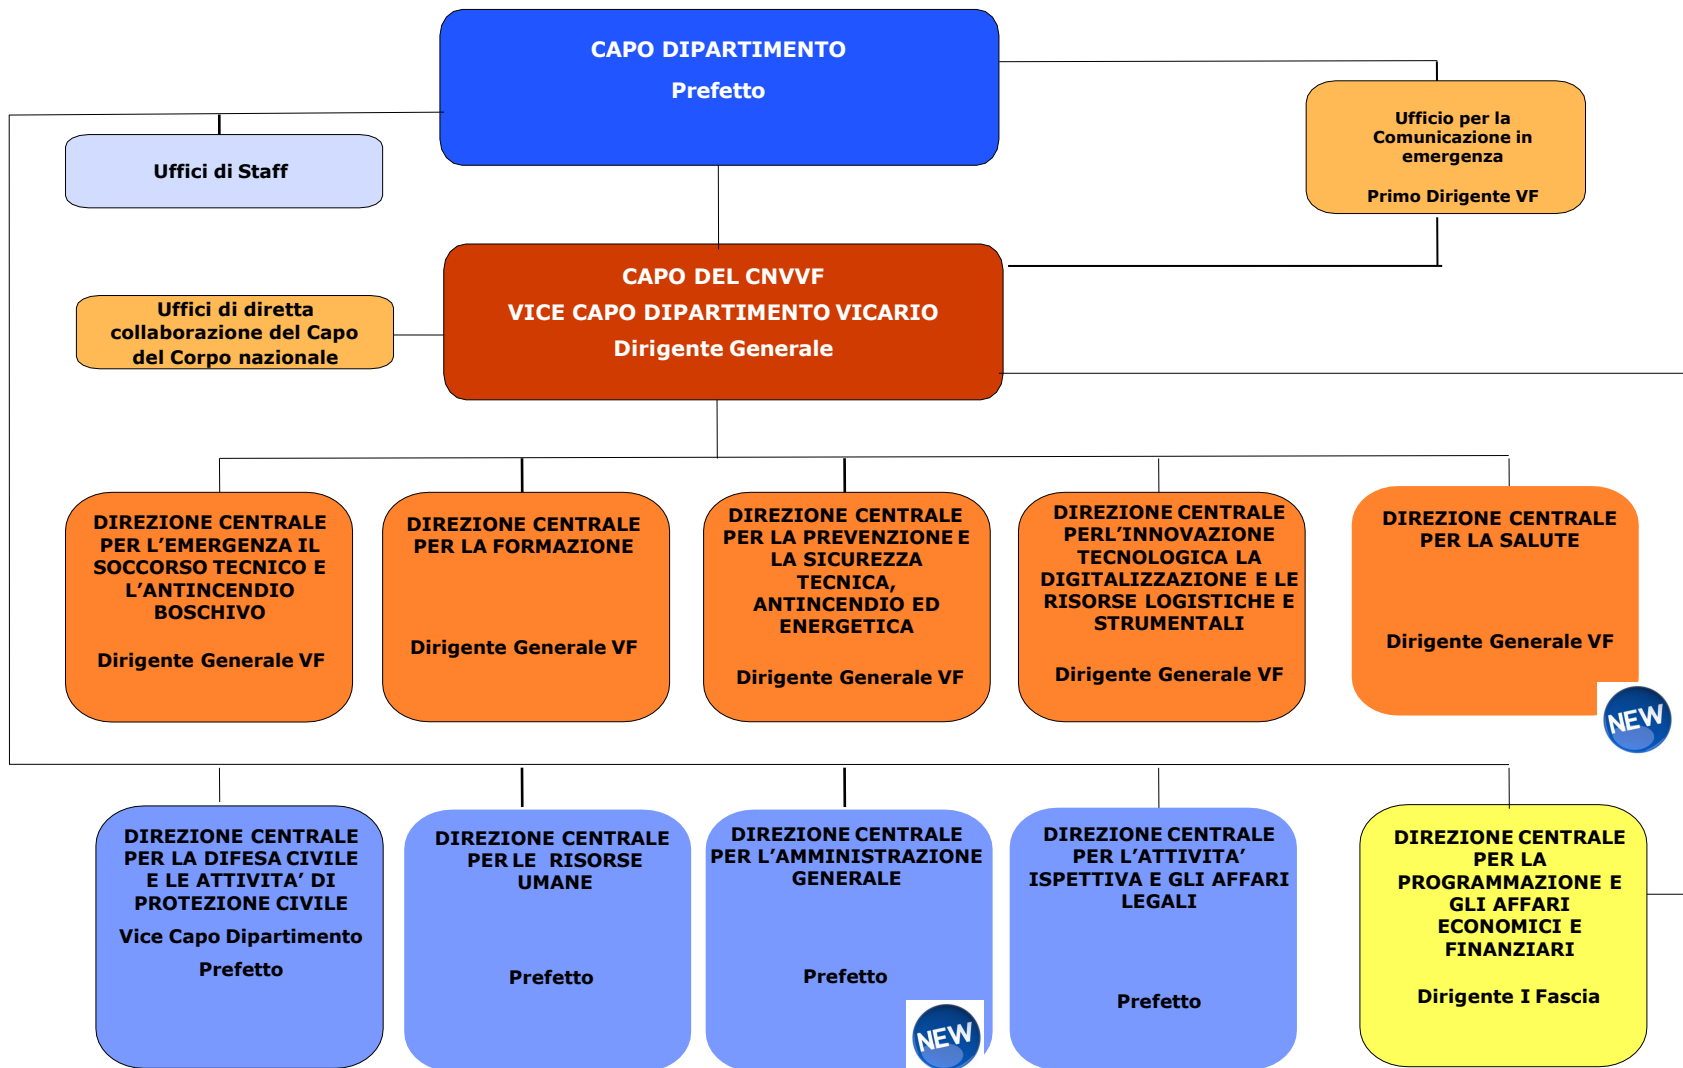 CAPO DIPARTIMENTO
Prefetto
Ufficio per la
Comunicazione in
emergenza
Primo Dirigente VF
Uffici di Staff
CAPO DEL CNVVF
VICE CAPO DIPARTIMENTO VICARIO
Dirigente Generale
Uffici di diretta
collaborazione del Capo
del Corpo nazionale
DIREZIONE CENTRALE
PER L’EMERGENZA IL
SOCCORSO TECNICO E
L’ANTINCENDIO
BOSCHIVO
Dirigente Generale VF
DIREZIONE CENTRALE
PER LA FORMAZIONE
Dirigente Generale VF
DIREZIONE CENTRALE
PER LA PREVENZIONE E
LA SICUREZZA
TECNICA,
ANTINCENDIO ED
ENERGETICA
Dirigente Generale VF
DIREZIONE CENTRALE
PERL’INNOVAZIONE
TECNOLOGICA LA
DIGITALIZZAZIONE E LE
RISORSE LOGISTICHE E
STRUMENTALI
Dirigente Generale VF
DIREZIONE CENTRALE
PER LA SALUTE
Dirigente Generale VF
NEW
DIREZIONE CENTRALE
PER LA DIFESA CIVILE
E LE ATTIVITA’ DI
PROTEZIONE CIVILE
Vice Capo Dipartimento
Prefetto
DIREZIONE CENTRALE
PER LE RISORSE
UMANE
Prefetto
DIREZIONE CENTRALE
PER L’AMMINISTRAZIONE
GENERALE
Prefetto
NEW
DIREZIONE CENTRALE
PER L’ATTIVITA’
ISPETTIVA E GLI AFFARI
LEGALI
Prefetto
DIREZIONE CENTRALE
PER LA
PROGRAMMAZIONE E
GLI AFFARI
ECONOMICI E
FINANZIARI
Dirigente I Fascia